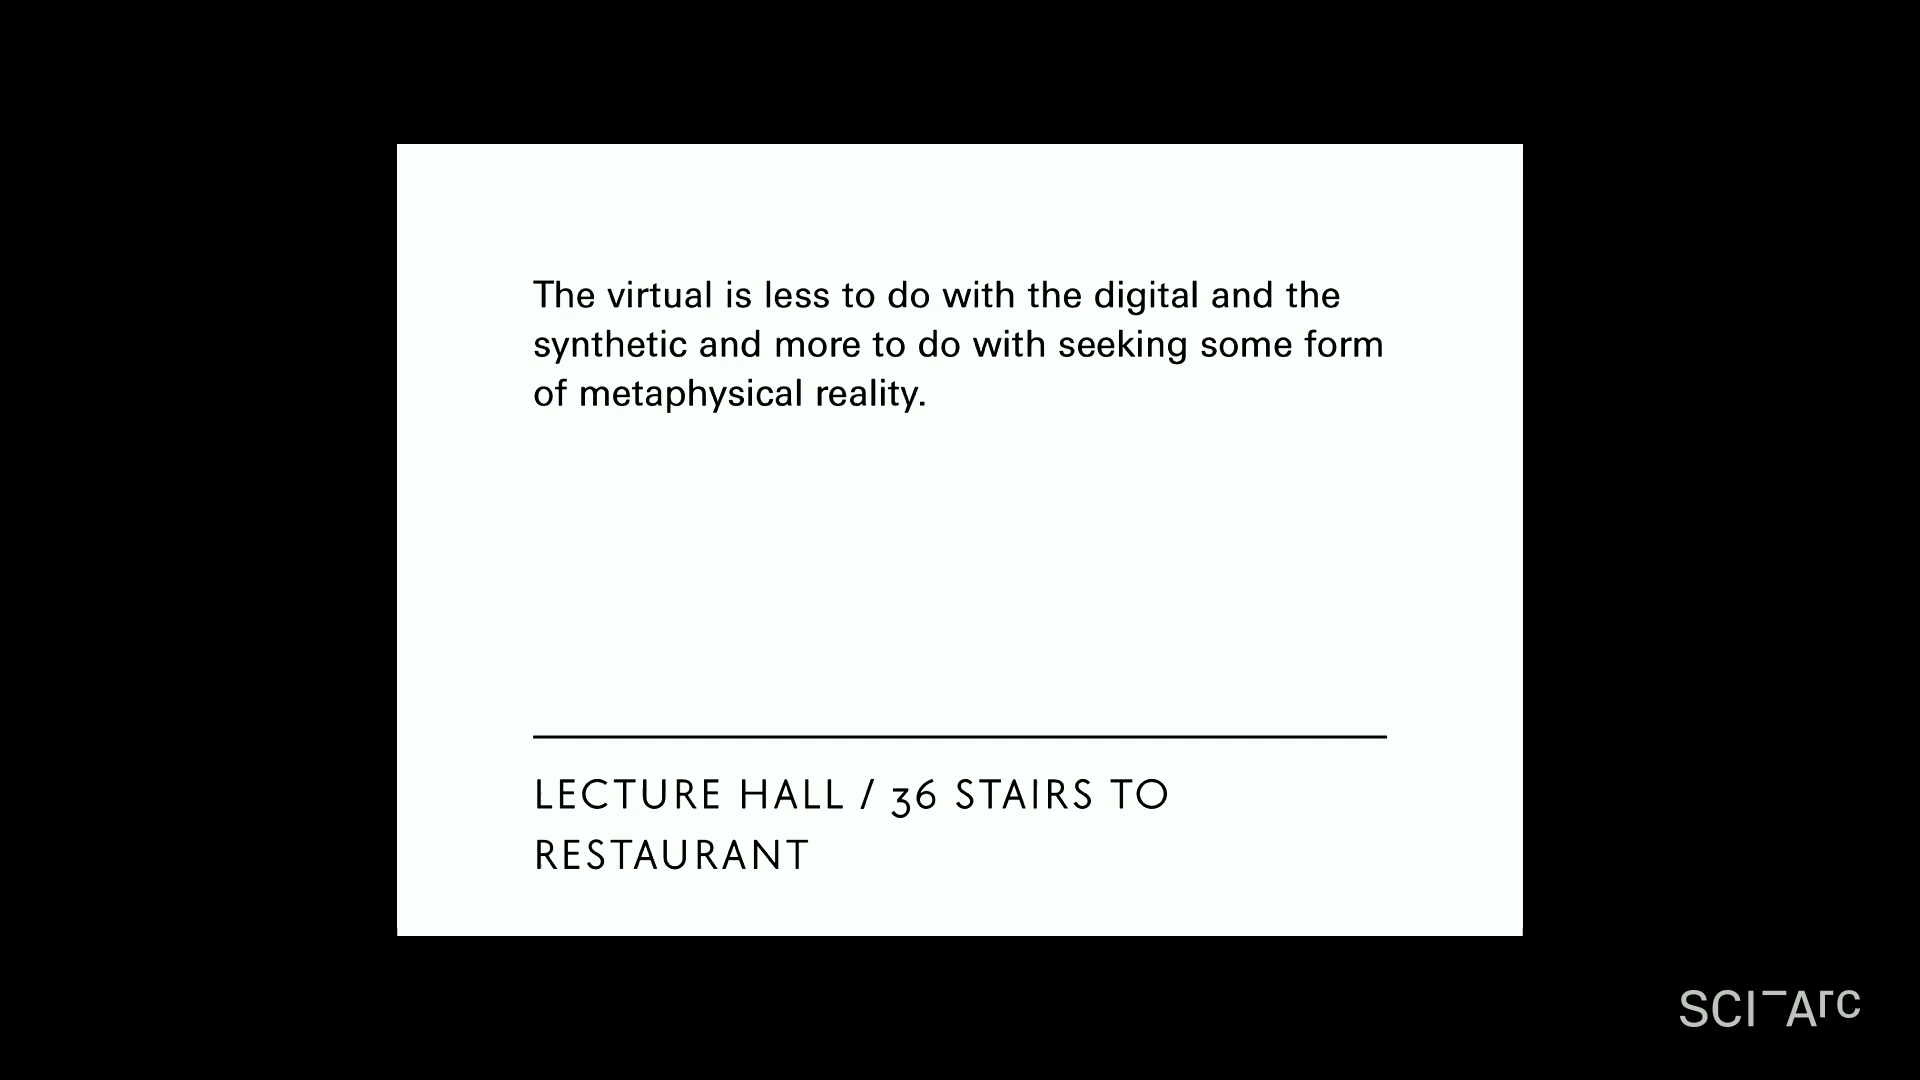 The virtual is less to do with the digital and the
synthetic and more to do with seeking some form
of metaphysical reality.
LECTURE HALL / 36 STAIRS TO
RESTAURANT
SCI-Arc